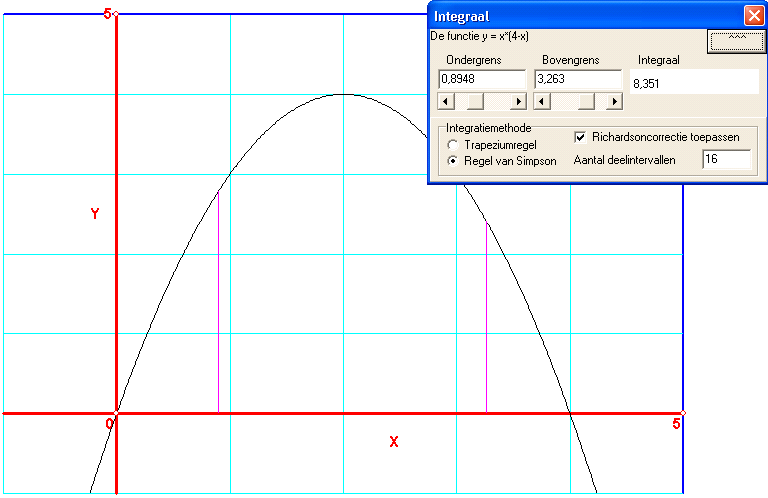 Integraal
De functie y = x*(4-x)
^^^
Ondergrens Bovengrens Integraal
0,8948 3,263 8,351
Integratiemethode
Trapeziumregel
Regel van Simpson
Richardsoncorrectie toepassen
Aantal deelintervallen 16
5
Y
0
5
X